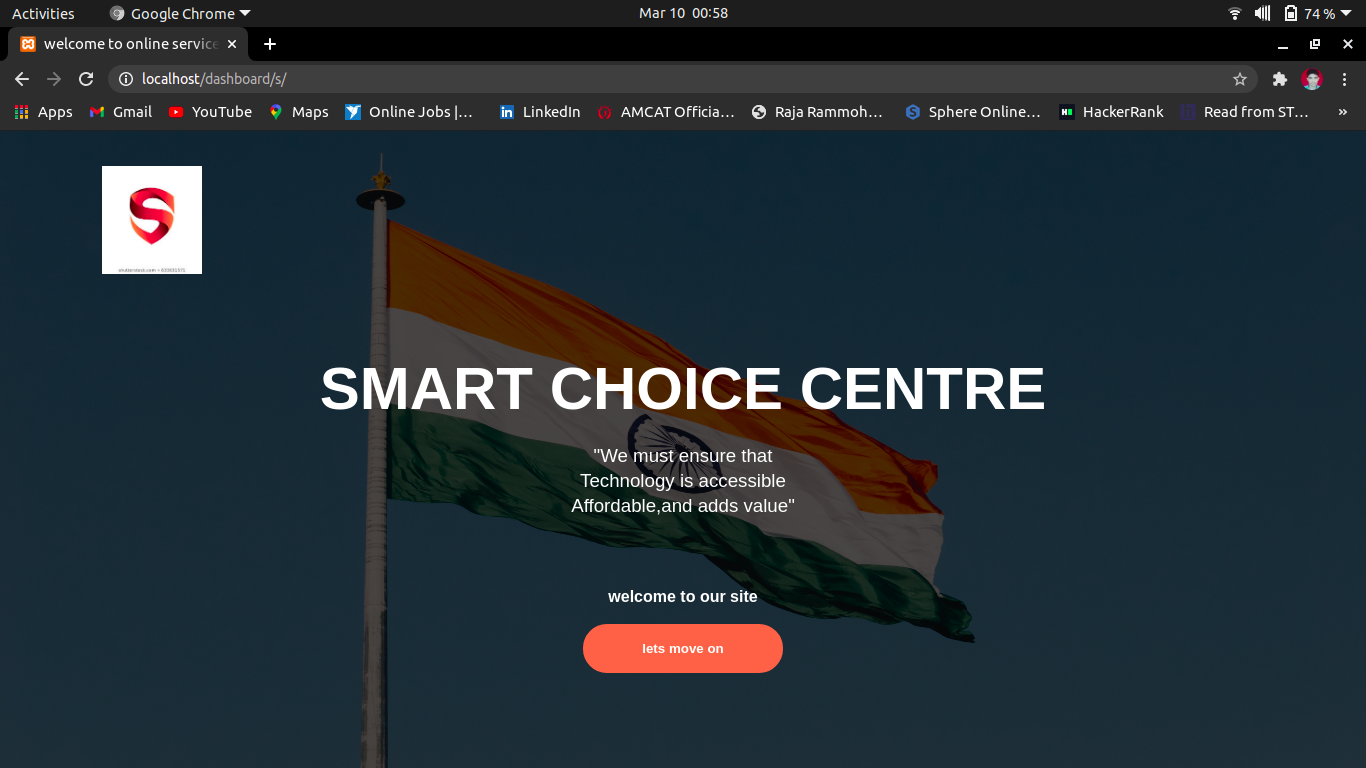 Activities
Google Chrome
Mar 10 00:58
74 %
welcome to online service
localhost/dashboard/s/
Apps
Gmail
YouTube
Maps
Online Jobs |…
LinkedIn
AMCAT Officia…
Raja Rammoh…
Sphere Online…
HackerRank
Read from ST…
»
S
SMART CHOICE CENTRE
"We must ensure that
Technology is accessible
Affordable,and adds value"
welcome to our site
lets move on